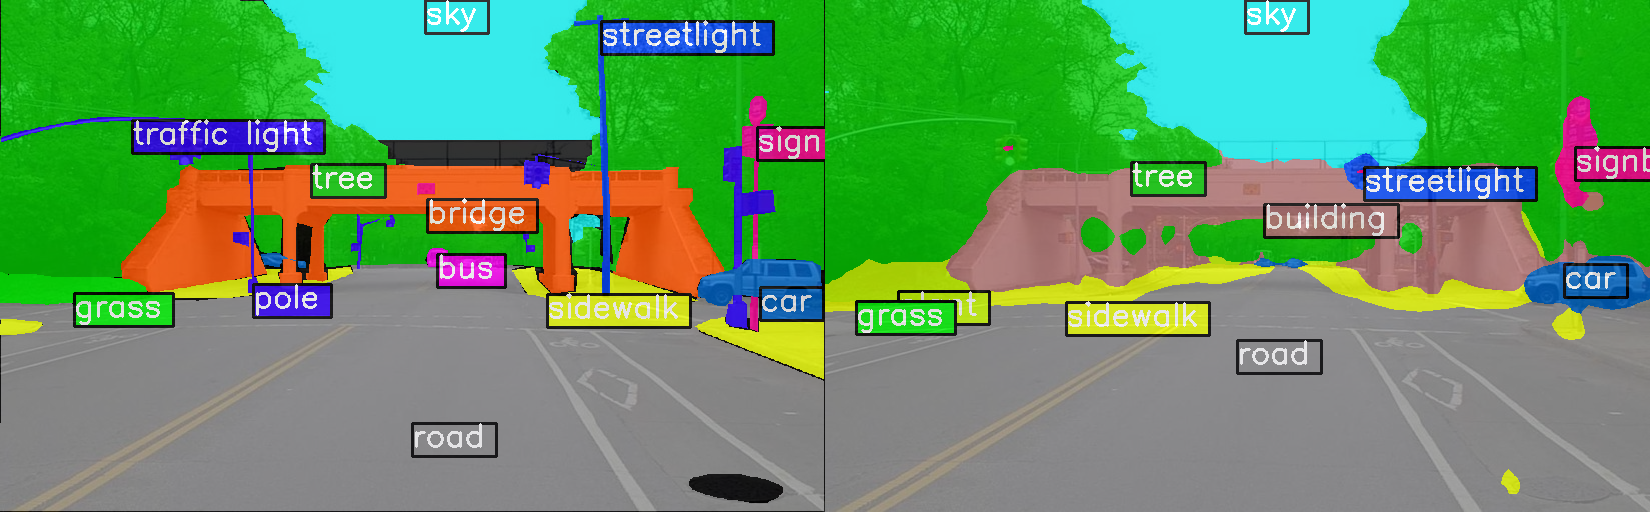 sky
streetlight
traffic light
sign
tree
bridge
bus
grass
pole
sidewalk
car
road
sky
tree
streetlight
signb
building
car
grass
sidewalk
road